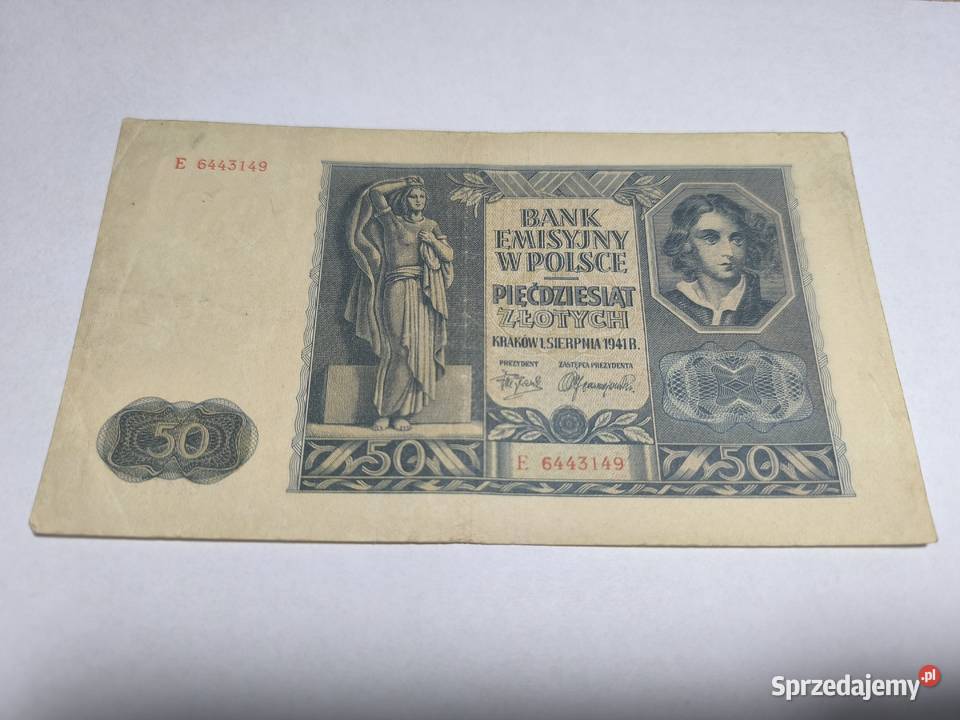 E 6443149
BANK
EMISYJNY
W POLSCE
PIĘĆDZIESIĄT
ZŁOTYCH
KRAKÓW 1. SIERPNIA 1941 R.
PREZYDENT ZASTĘPCA PREZYDENTA
50
50
E 6443149
50
Sprzedajemy.pl